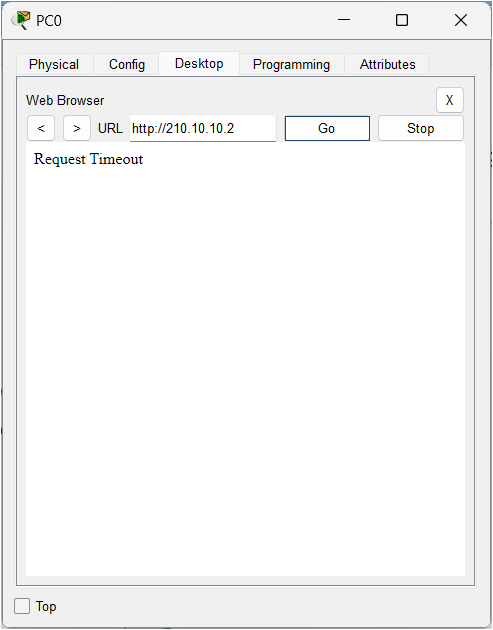 PC0
Physical Config Desktop Programming Attributes
Web Browser X
< > URL http://210.10.10.2 Go Stop
Request Timeout
Top